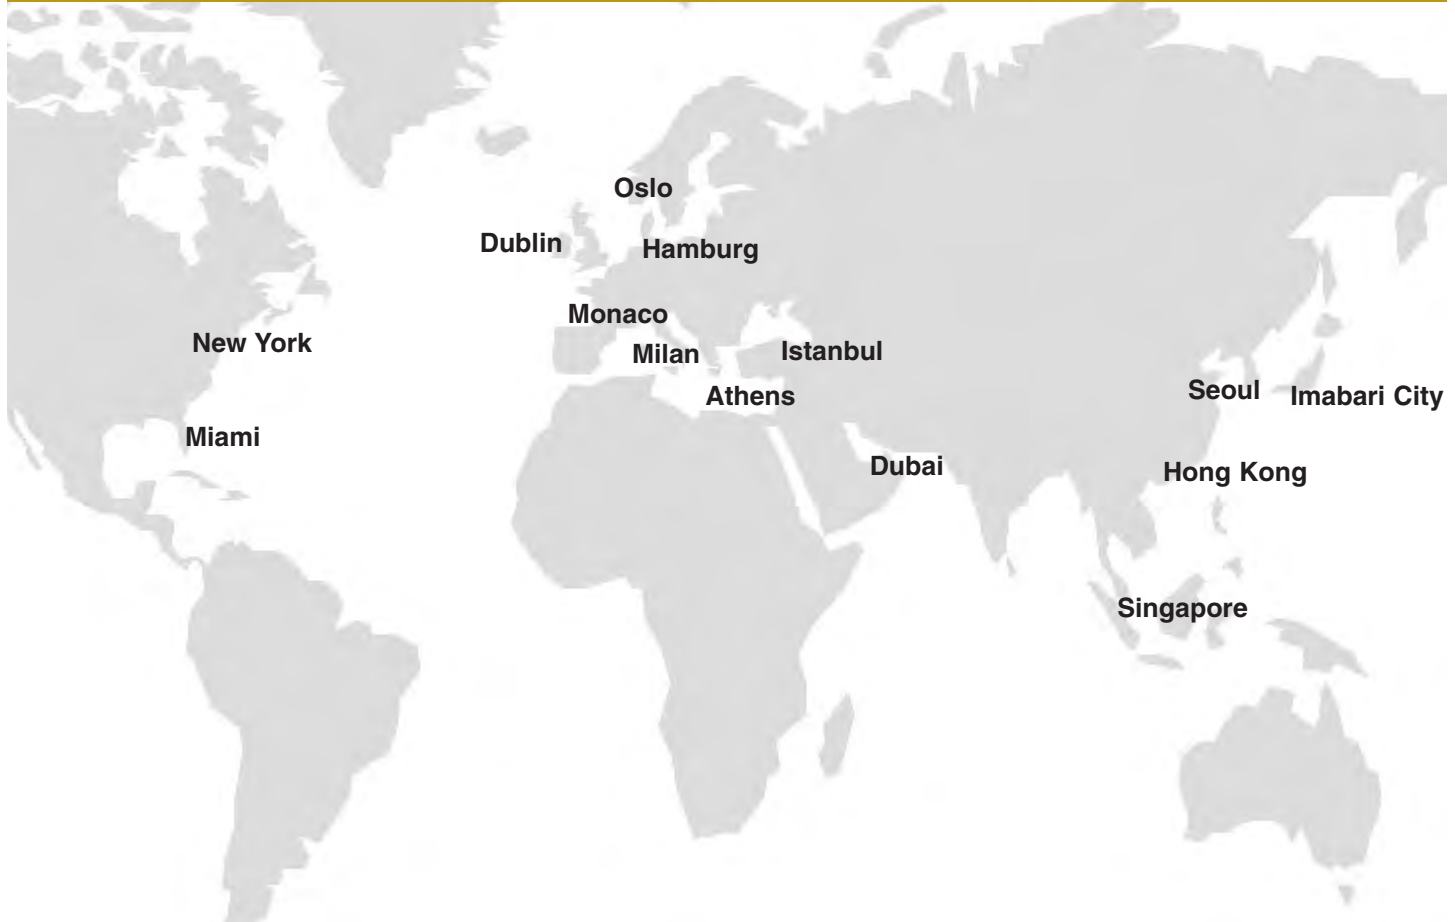 Oslo
Dublin
Hamburg
Monaco
New York
Milan
Istanbul
Athens
Seoul
Imabari City
Miami
Dubai
Hong Kong
Singapore